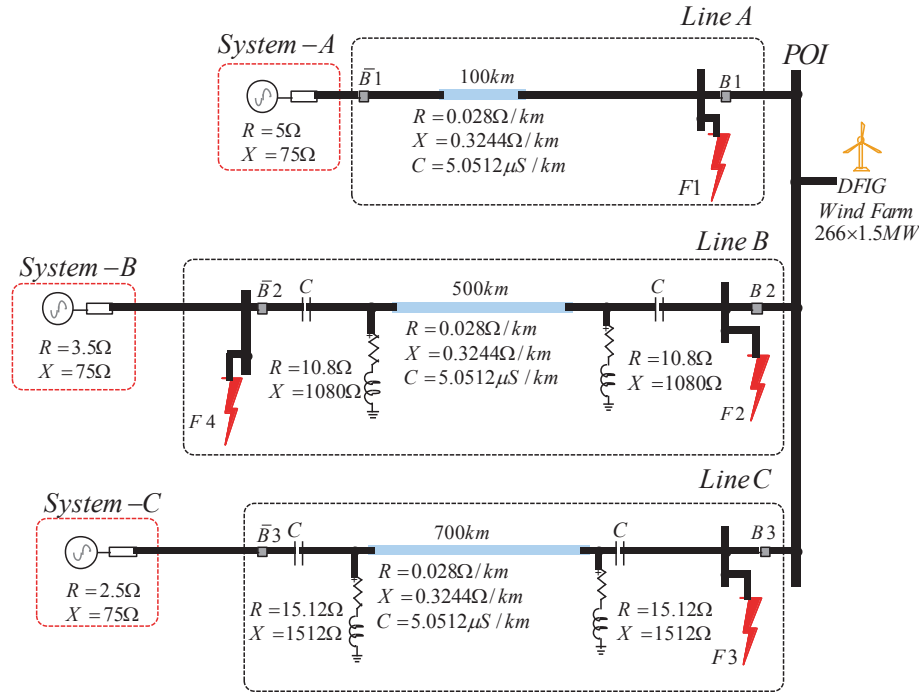 Line A
System−A
POI
B̄1
100km
B1
R = 0.028Ω/km
X = 0.3244Ω/km
C = 5.0512μS/km
R = 5Ω
X = 75Ω
F1
DFIG
Wind Farm
266×1.5MW
Line B
System−B
B̄2
C
500km
C
B2
R = 0.028Ω/km
X = 0.3244Ω/km
C = 5.0512μS/km
R = 3.5Ω
X = 75Ω
R = 10.8Ω
X = 1080Ω
R = 10.8Ω
X = 1080Ω
F4
F2
Line C
System−C
B̄3
C
700km
C
B3
R = 0.028Ω/km
X = 0.3244Ω/km
C = 5.0512μS/km
R = 2.5Ω
X = 75Ω
R = 15.12Ω
X = 1512Ω
R = 15.12Ω
X = 1512Ω
F3